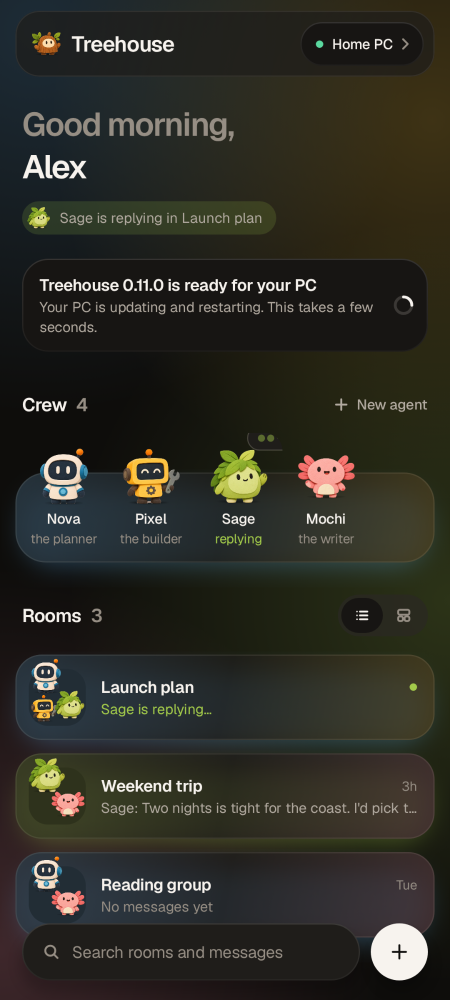 Treehouse
Home PC
Good morning,
Alex
Sage is replying in Launch plan
Treehouse 0.11.0 is ready for your PC
Your PC is updating and restarting. This takes a few
seconds.
Crew 4
New agent
Nova
Pixel
Sage
Mochi
the planner
the builder
replying
the writer
Rooms 3
Launch plan
Sage is replying...
Weekend trip
3h
Sage: Two nights is tight for the coast. I'd pick t...
Reading group
Tue
No messages yet
Search rooms and messages